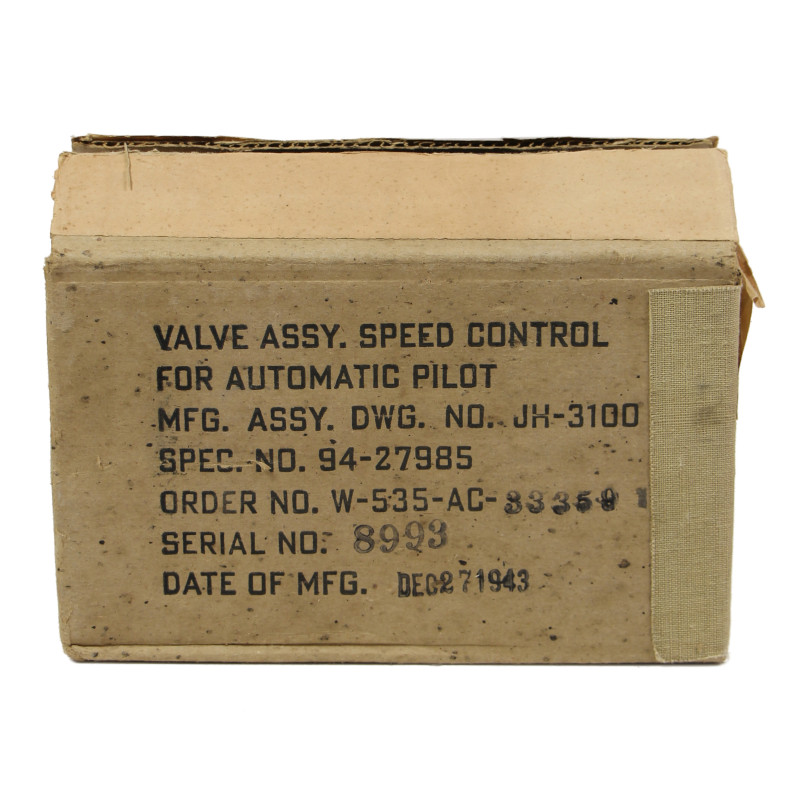 VALVE ASSY. SPEED CONTROL
FOR AUTOMATIC PILOT
MFG. ASSY. DWG. NO. JH-3100
SPEC. NO. 94-27985
ORDER NO. W-535-AC-
SERIAL NO. 8993
DATE OF MFG. DEC 27 1943